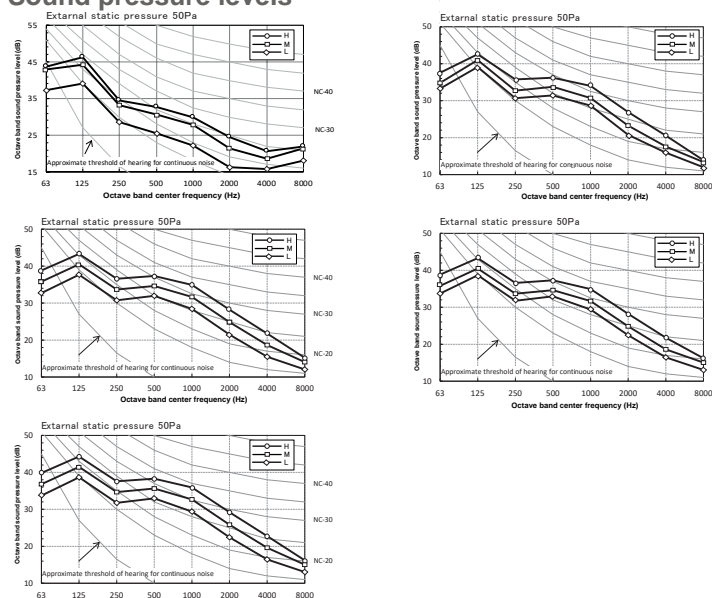 Sound pressure levels
Extarnal static pressure 50Pa
55
45
35
25
15
Octave band sound pressure level (dB)
H
M
L
NC-40
NC-30
Approximate threshold of hearing for continuous noise
63 125 250 500 1000 2000 4000 8000
Octave band center frequency (Hz)
Extarnal static pressure 50Pa
50
40
30
20
10
Octave band sound pressure level (dB)
H
M
L
Approximate threshold of hearing for continuous noise
63 125 250 500 1000 2000 4000 8000
Octave band center frequency (Hz)
Extarnal static pressure 50Pa
50
40
30
20
10
Octave band sound pressure level (dB)
H
M
L
NC-40
NC-30
NC-20
Approximate threshold of hearing for continuous noise
63 125 250 500 1000 2000 4000 8000
Octave band center frequency (Hz)
Extarnal static pressure 50Pa
50
40
30
20
10
Octave band sound pressure level (dB)
H
M
L
Approximate threshold of hearing for continuous noise
63 125 250 500 1000 2000 4000 8000
Octave band center frequency (Hz)
Extarnal static pressure 50Pa
50
40
30
20
10
Octave band sound pressure level (dB)
H
M
L
NC-40
NC-30
NC-20
Approximate threshold of hearing for continuous noise
63 125 250 500 1000 2000 4000 8000